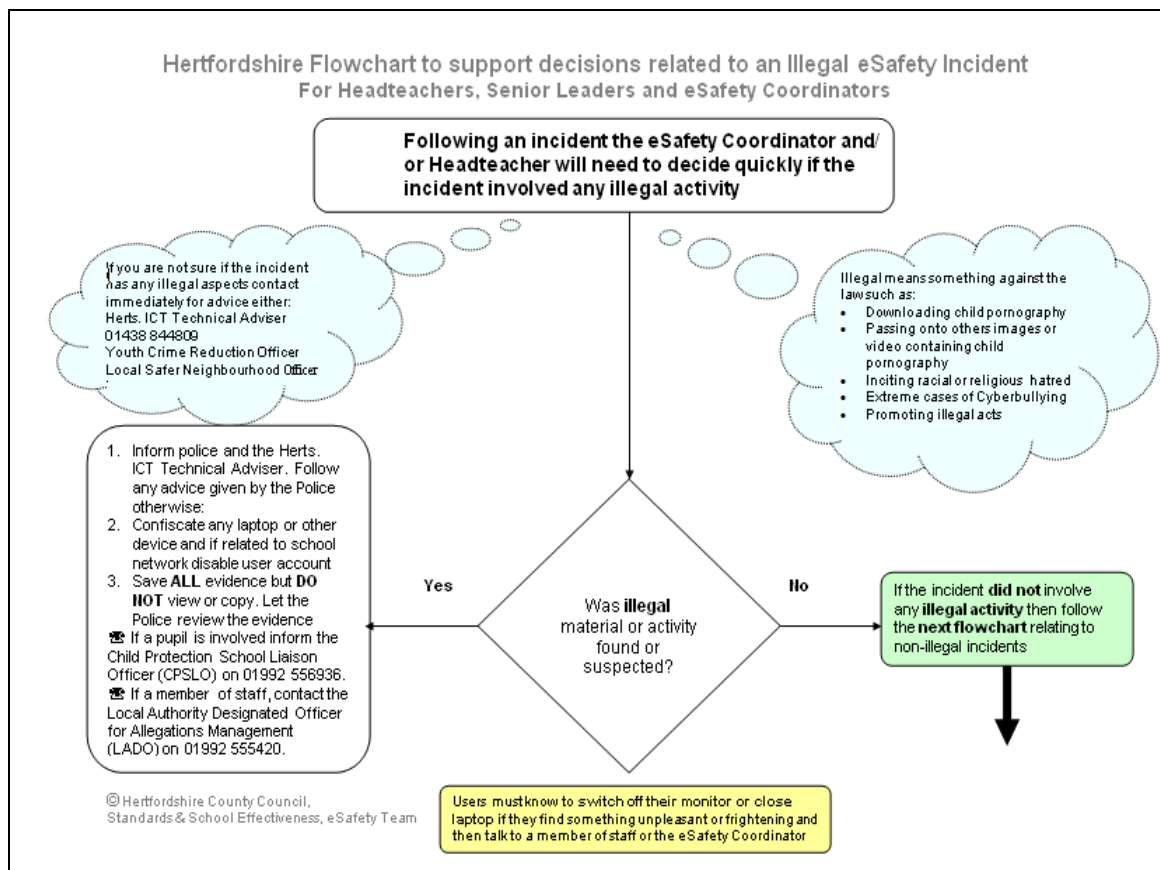 Hertfordshire Flowchart to support decisions related to an Illegal eSafety Incident
For Headteachers, Senior Leaders and eSafety Coordinators
Following an incident the eSafety Coordinator and/
or Headteacher will need to decide quickly if the
incident involved any illegal activity
If you are not sure if the incident
has any illegal aspects contact
immediately for advice either:
Herts. ICT Technical Adviser
01438 844809
Youth Crime Reduction Officer
Local Safer Neighbourhood Officer
:
Illegal means something against the
law such as:
• Downloading child pornography
• Passing onto others images or
video containing child
pornography
• Inciting racial or religious hatred
• Extreme cases of Cyberbullying
• Promoting illegal acts
1. Inform police and the Herts.
ICT Technical Adviser. Follow
any advice given by the Police
otherwise:
2. Confiscate any laptop or other
device and if related to school
network disable user account
3. Save ALL evidence but DO
NOT view or copy. Let the
Police review the evidence
☎ If a pupil is involved inform the
Child Protection School Liaison
Officer (CPSLO) on 01992 556936.
☎ If a member of staff, contact the
Local Authority Designated Officer
for Allegations Management
(LADO) on 01992 555420.
Yes
Was illegal
material or activity
found or
suspected?
No
If the incident did not involve
any illegal activity then follow
the next flowchart relating to
non-illegal incidents
Users must know to switch off their monitor or close
laptop if they find something unpleasant or frightening and
then talk to a member of staff or the eSafety Coordinator
© Hertfordshire County Council,
Standards & School Effectiveness, eSafety Team